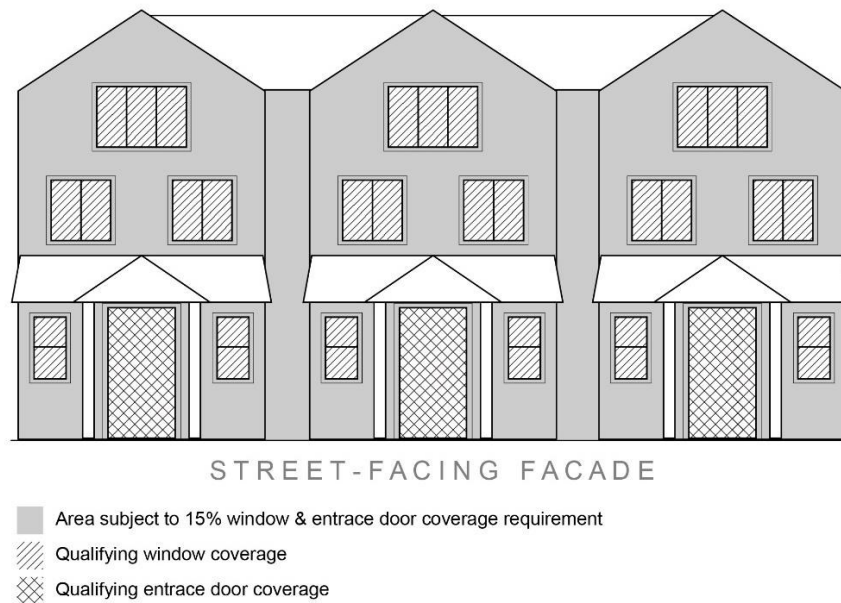 STREET-FACING FACADE
Area subject to 15% window & entrace door coverage requirement
Qualifying window coverage
Qualifying entrace door coverage